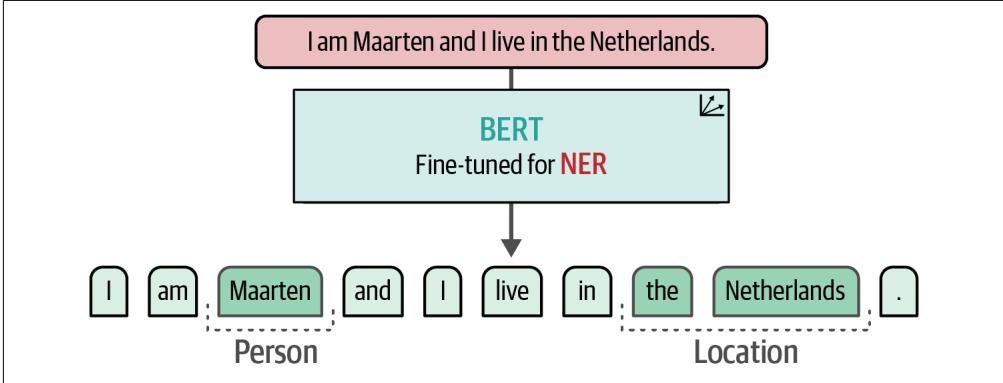 I am Maarten and I live in the Netherlands.
BERT
Fine-tuned for NER
I am Maarten and I live in the Netherlands .
Person Location